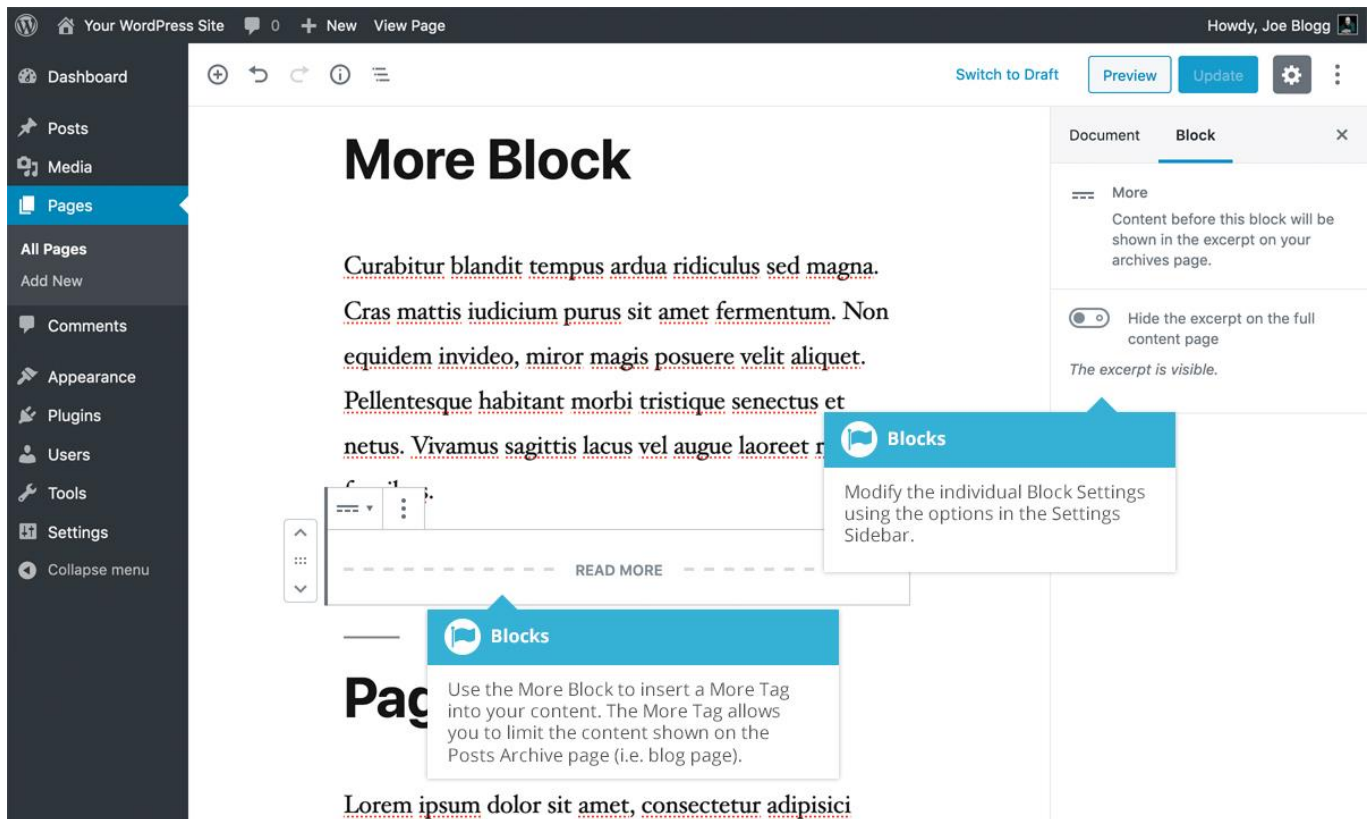 Your WordPress Site 0 New View Page Howdy, Joe Blogg
Dashboard
Posts
Media
Pages
All Pages
Add New
Comments
Appearance
Plugins
Users
Tools
Settings
Collapse menu
Switch to Draft Preview Update
More Block
Curabitur blandit tempus ardua ridiculus sed magna.
Cras mattis iudicium purus sit amet fermentum. Non
equidem invideo, miror magis posuere velit aliquet.
Pellentesque habitant morbi tristique senectus et
netus. Vivamus sagittis lacus vel augue laoreet
READ MORE
Blocks
Use the More Block to insert a More Tag
into your content. The More Tag allows
you to limit the content shown on the
Posts Archive page (i.e. blog page).
Lorem ipsum dolor sit amet, consectetur adipisici
Document Block
More
Content before this block will be
shown in the excerpt on your
archives page.
Hide the excerpt on the full
content page
The excerpt is visible.
Blocks
Modify the individual Block Settings
using the options in the Settings
Sidebar.